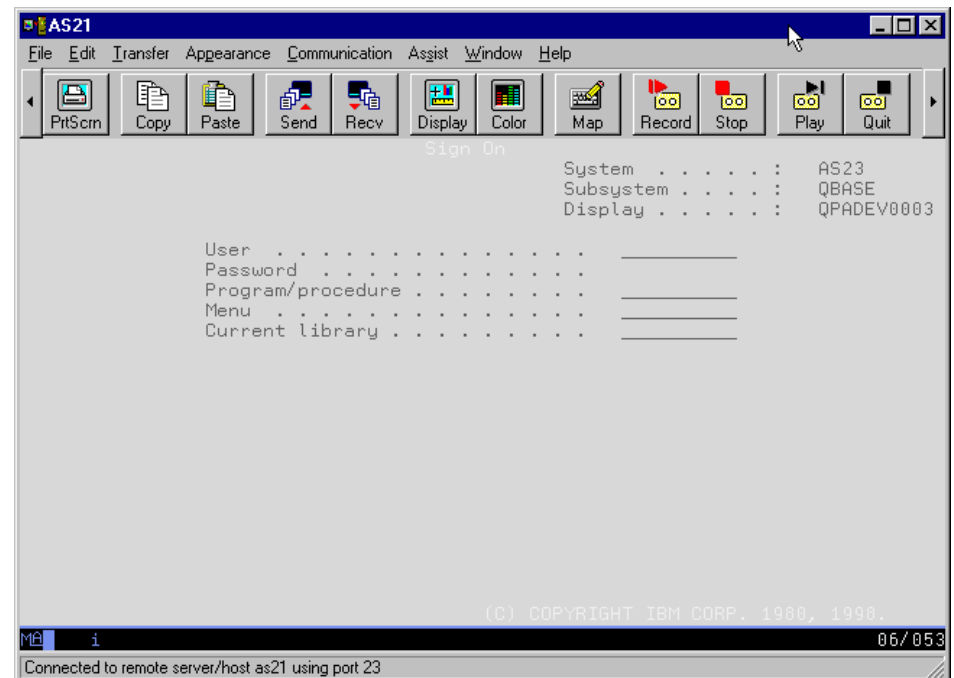 AS21
File Edit Transfer Appearance Communication Assist Window Help
PrtScrn Copy Paste Send Recv Display Color Map Record Stop Play Quit
Sign On
System . . . . . : AS23
Subsystem . . . . : QBASE
Display . . . . . : QPADEV0003
User . . . . . . . . . . . . . .
Password . . . . . . . . . . . .
Program/procedure . . . . . . . .
Menu . . . . . . . . . . . . . .
Current library . . . . . . . . .
(C) COPYRIGHT IBM CORP. 1980, 1998.
MA i 06/053
Connected to remote server/host as21 using port 23